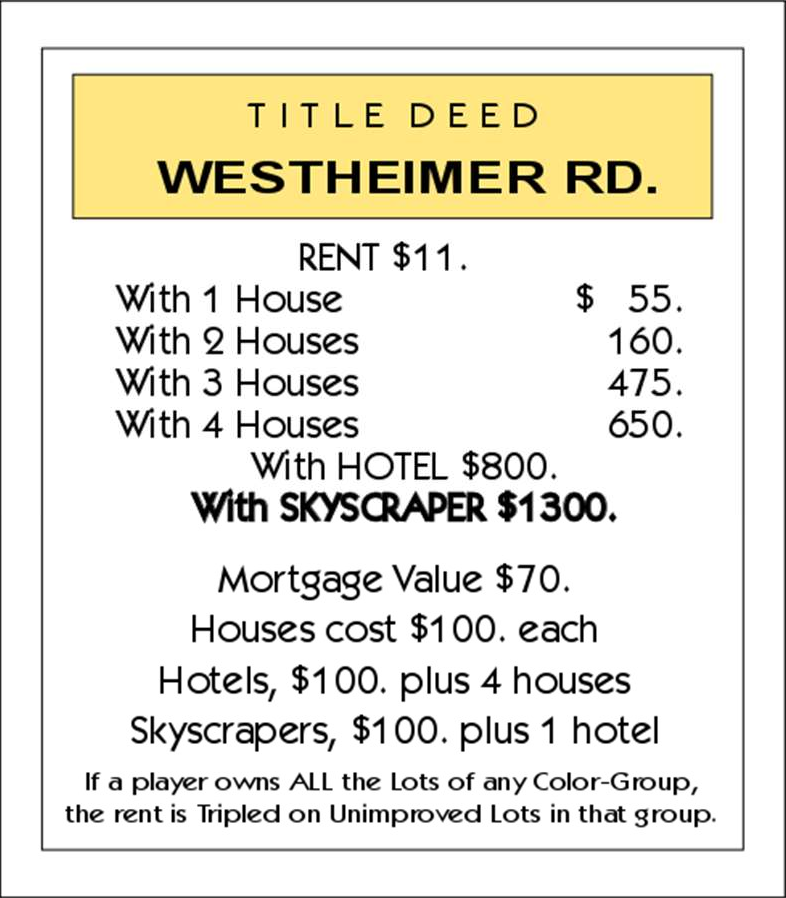 TITLE DEED
WESTHEIMER RD.
RENT $11.
With 1 House $ 55.
With 2 Houses 160.
With 3 Houses 475.
With 4 Houses 650.
With HOTEL $800.
With SKYSCRAPER $1300.
Mortgage Value $70.
Houses cost $100. each
Hotels, $100. plus 4 houses
Skyscrapers, $100. plus 1 hotel
If a player owns ALL the Lots of any Color-Group,
the rent is Tripled on Unimproved Lots in that group.